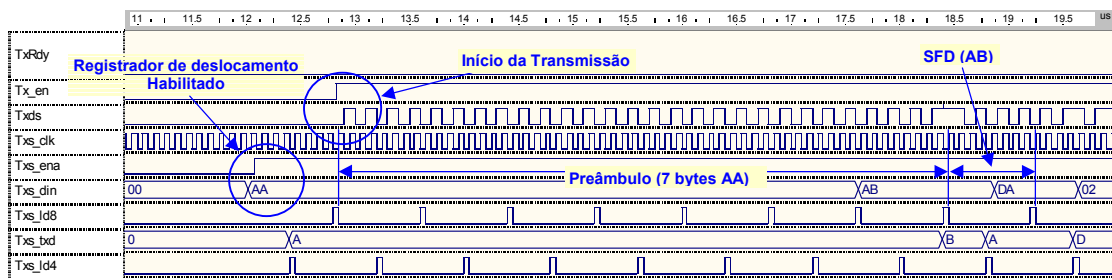 11 12 12.5 13 13.5 14 14.5 15 15.5 16 16.5 17 17.5 18 18.5 19 19.5 us
TxRdy
Registrador de deslocamento
Habilitado
Início da Transmissão
SFD (AB)
Tx_en
Txds
Txs_clk
Txs_ena
Txs_din 00 AA AB DA 02
Preâmbulo (7 bytes AA)
Txs_ld8
Txs_txd 0 A B A D
Txs_ld4